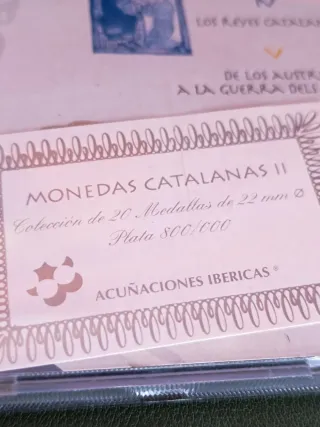 LOS REYES CATALAN
DE LOS AUSTR
A LA GUERRA DELS
MONEDAS CATALANAS II
Colección de 20 Medallas de 22 mm Ø
Plata 800/000
ACUÑACIONES IBERICAS ®